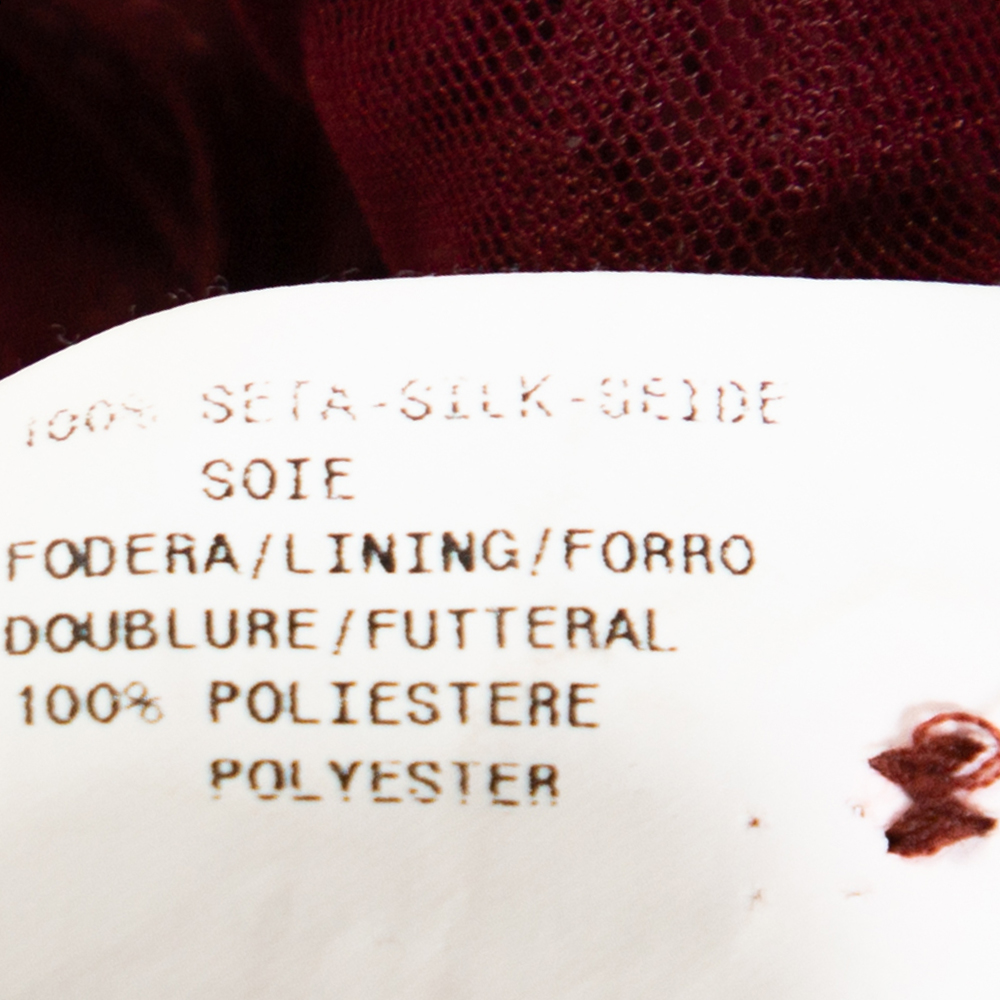 100% SETA-SILK-SEIDE
SOIE
FODERA/LINING/FORRO
DOUBLURE/FUTTERAL
100% POLIESTERE
POLYESTER